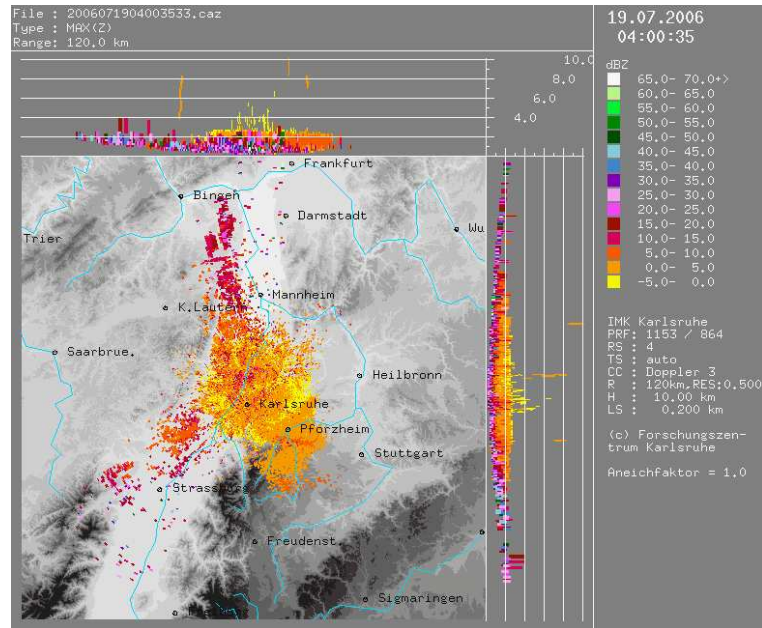 File : 2006071904003533.caz
Type : MAX(Z)
Range: 120.0 km
10.0
8.0
6.0
4.0
Frankfurt
Bingen
Darmstadt
Wu
Trier
Mannheim
K.Lautern
Saarbrue.
Heilbronn
Karlsruhe
Pforzheim
Stuttgart
Strassburg
Freudenst.
Sigmaringen
19.07.2006
04:00:35
dBZ
65.0- 70.0+>
60.0- 65.0
55.0- 60.0
50.0- 55.0
45.0- 50.0
40.0- 45.0
35.0- 40.0
30.0- 35.0
25.0- 30.0
20.0- 25.0
15.0- 20.0
10.0- 15.0
5.0- 10.0
0.0- 5.0
-5.0- 0.0
IMK Karlsruhe
PRF: 1153 / 864
RS : 4
TS : auto
CC : Doppler 3
R : 120km,RES:0.500
H : 10.00 km
LS : 0.200 km
(c) Forschungszen-
trum Karlsruhe
Aneichfaktor = 1.0